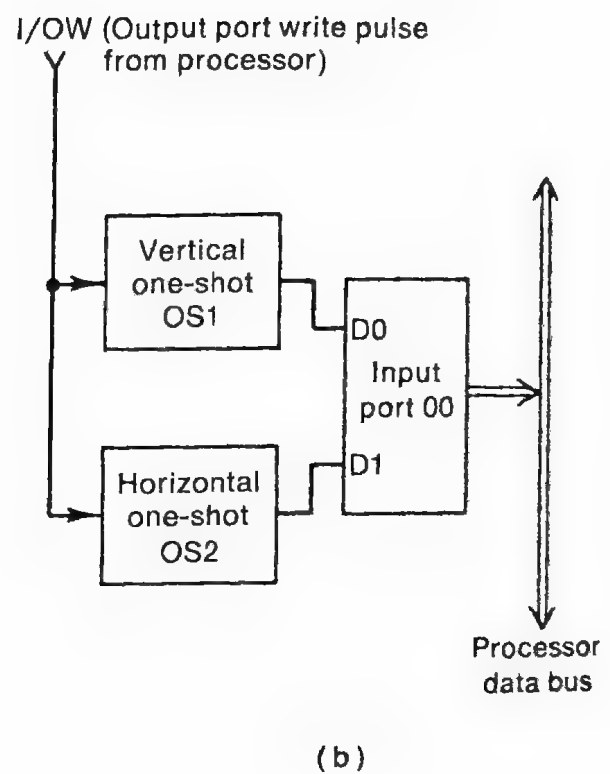 I/OW (Output port write pulse
from processor)
Vertical
one-shot
OS1
D0
Input
port 00
D1
Horizontal
one-shot
OS2
Processor
data bus
(b)